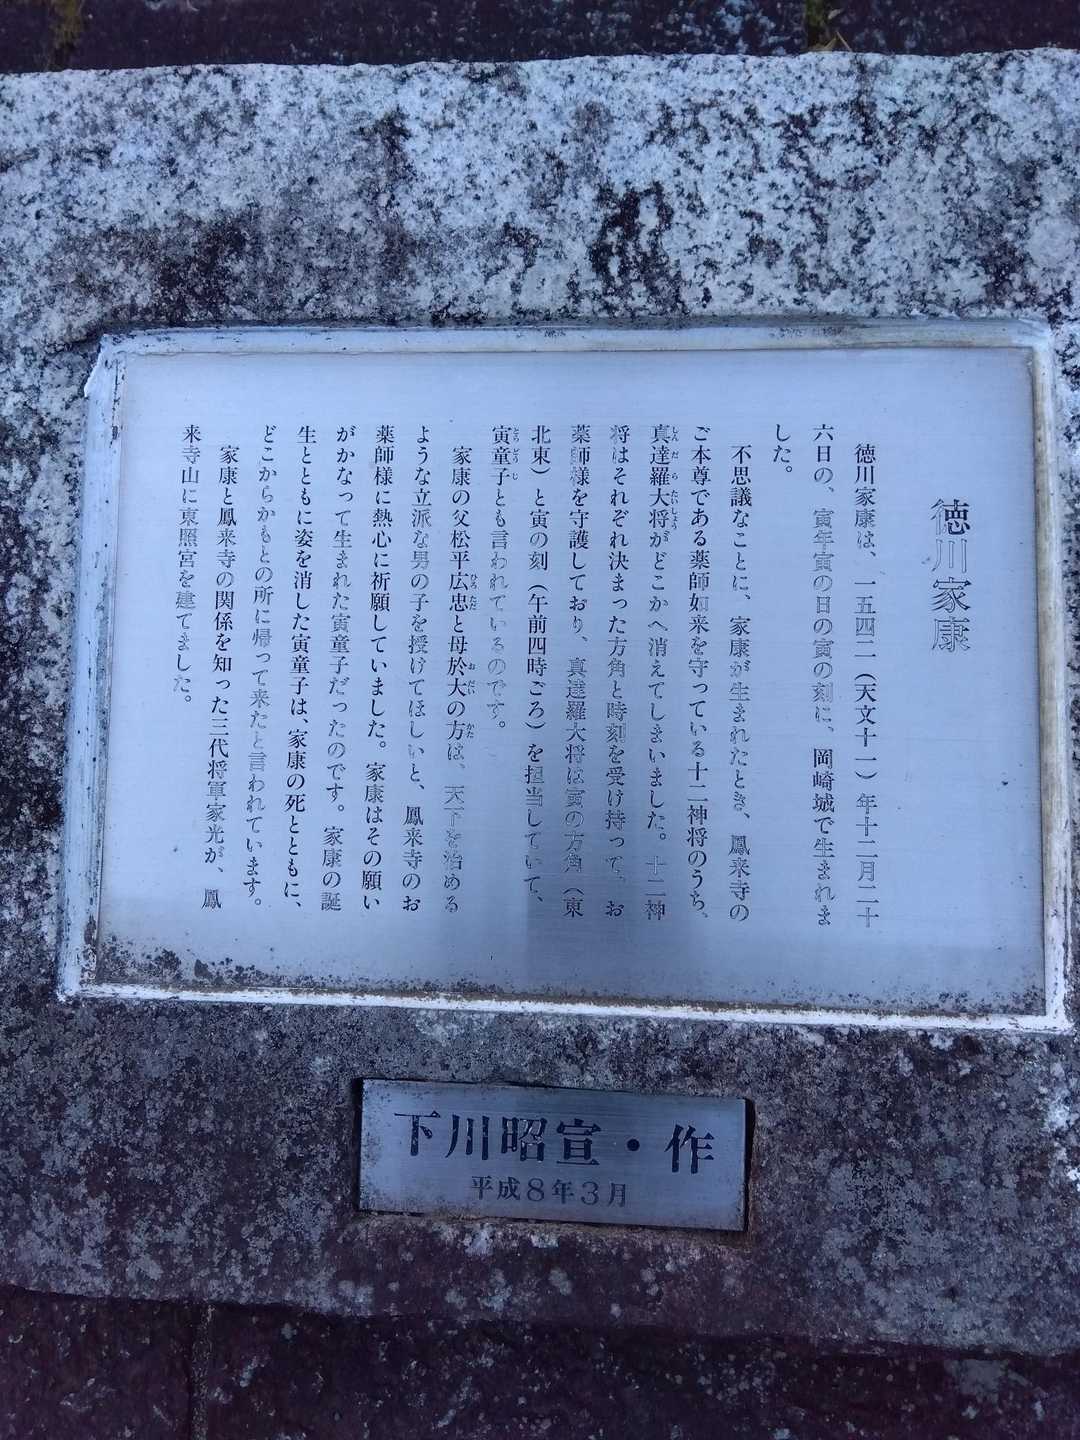 徳川家康
徳川家康は、一五四二（天文十一）年十二月二十
六日の、寅年寅の日の寅の刻に、岡崎城で生まれま
した。
不思議なことに、家康が生まれたとき、鳳来寺の
ご本尊である薬師如来を守っている十二神将のうち、
真達羅大将がどこかへ消えてしまいました。十二神
将はそれぞれ決まった方角と時刻を受け持って、お
薬師様を守護しており、真達羅大将は寅の方角（東
北東）と寅の刻（午前四時ごろ）を担当していて、
寅童子とも言われているのです。
家康の父松平広忠と母於大の方は、天下を治める
ような立派な男の子を授けてほしいと、鳳来寺のお
薬師様に熱心に祈願していました。家康はその願い
がかなって生まれた寅童子だったのです。家康の誕
生とともに姿を消した寅童子は、家康の死とともに、
どこからかもとの所に帰って来たと言われています。
家康と鳳来寺の関係を知った三代将軍家光が、鳳
来寺山に東照宮を建てました。
下川昭宣・作
平成8年3月